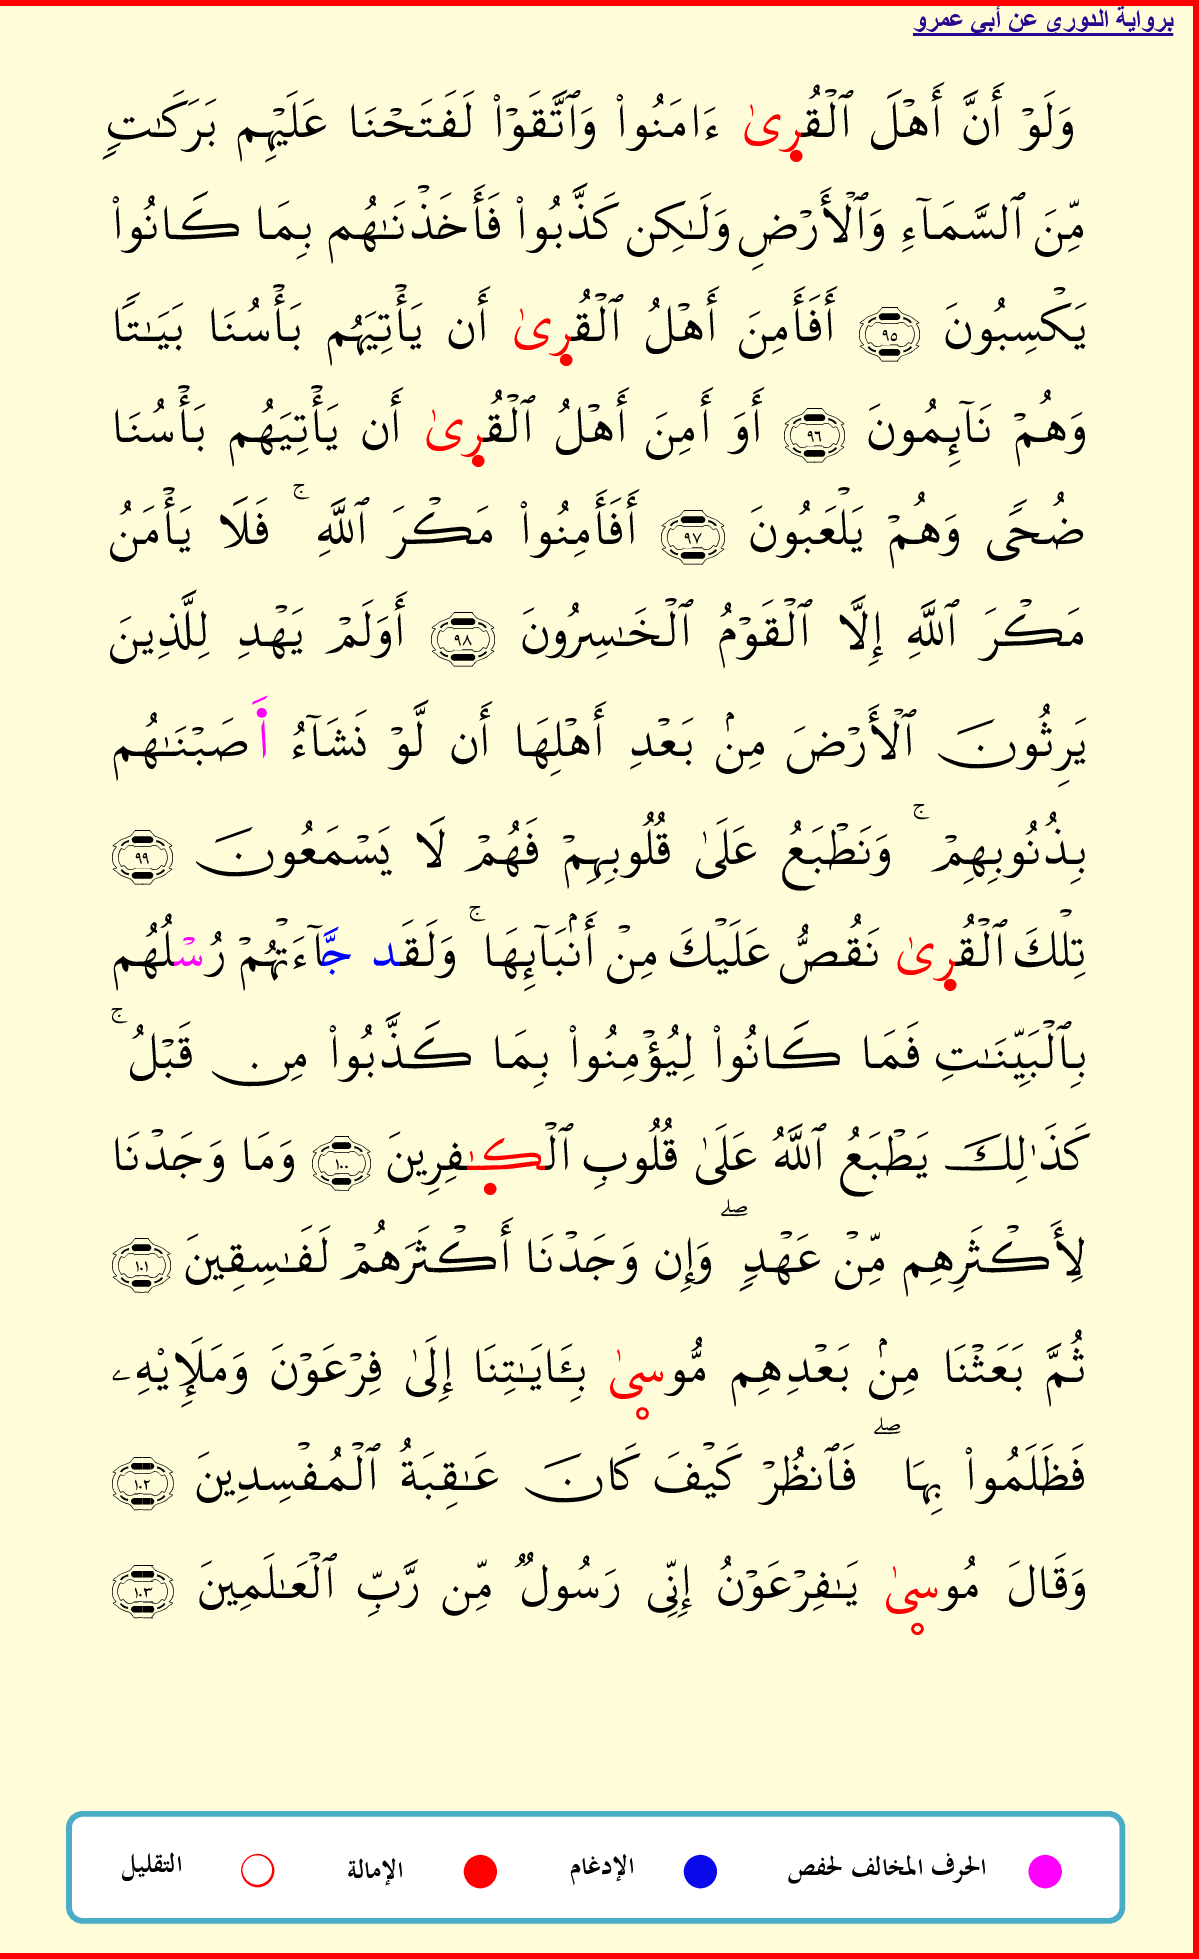 برواية الدوري عن أبي عمرو
وَلَوْ أَنَّ أَهْلَ ٱلْقُرِىٰ ءَامَنُوا۟ وَٱتَّقَوْا۟ لَفَتَحْنَا عَلَيْهِم بَرَكَـٰتٍ
مِّنَ ٱلسَّمَآءِ وَٱلْأَرْضِ وَلَـٰكِن كَذَّبُوا۟ فَأَخَذْنَـٰهُم بِمَا كَانُوا۟
يَكْسِبُونَ ٩٥ أَفَأَمِنَ أَهْلُ ٱلْقُرِىٰ أَن يَأْتِيَهُم بَأْسُنَا بَيَـٰتًا
وَهُمْ نَآئِمُونَ ٩٦ أَوَ أَمِنَ أَهْلُ ٱلْقُرِىٰ أَن يَأْتِيَهُم بَأْسُنَا
ضُحًى وَهُمْ يَلْعَبُونَ ٩٧ أَفَأَمِنُوا۟ مَكْرَ ٱللَّهِ ۚ فَلَا يَأْمَنُ
مَكْرَ ٱللَّهِ إِلَّا ٱلْقَوْمُ ٱلْخَـٰسِرُونَ ٩٨ أَوَلَمْ يَهْدِ لِلَّذِينَ
يَرِثُونَ ٱلْأَرْضَ مِنۢ بَعْدِ أَهْلِهَا أَن لَّوْ نَشَآءُ أَصَبْنَـٰهُم
بِذُنُوبِهِمْ ۚ وَنَطْبَعُ عَلَىٰ قُلُوبِهِمْ فَهُمْ لَا يَسْمَعُونَ ٩٩
تِلْكَ ٱلْقُرِىٰ نَقُصُّ عَلَيْكَ مِنْ أَنۢبَآئِهَا ۚ وَلَقَد جَّآءَتْهُمْ رُسْلُهُم
بِٱلْبَيِّنَـٰتِ فَمَا كَانُوا۟ لِيُؤْمِنُوا۟ بِمَا كَذَّبُوا۟ مِن قَبْلُ ۚ
كَذَٰلِكَ يَطْبَعُ ٱللَّهُ عَلَىٰ قُلُوبِ ٱلْكَـٰفِرِينَ ١٠٠ وَمَا وَجَدْنَا
لِأَكْثَرِهِم مِّنْ عَهْدٍ ۖ وَإِن وَجَدْنَا أَكْثَرَهُمْ لَفَـٰسِقِينَ ١٠١
ثُمَّ بَعَثْنَا مِنۢ بَعْدِهِم مُّوسِىٰ بِـَٔايَـٰتِنَا إِلَىٰ فِرْعَوْنَ وَمَلَإِي۟هِۦ
فَظَلَمُوا۟ بِهَا ۖ فَٱنظُرْ كَيْفَ كَانَ عَـٰقِبَةُ ٱلْمُفْسِدِينَ ١٠٢
وَقَالَ مُوسِىٰ يَـٰفِرْعَوْنُ إِنِّى رَسُولٌ مِّن رَّبِّ ٱلْعَـٰلَمِينَ ١٠٣
الحرف المخالف لحفص الإدغام الإمالة التقليل